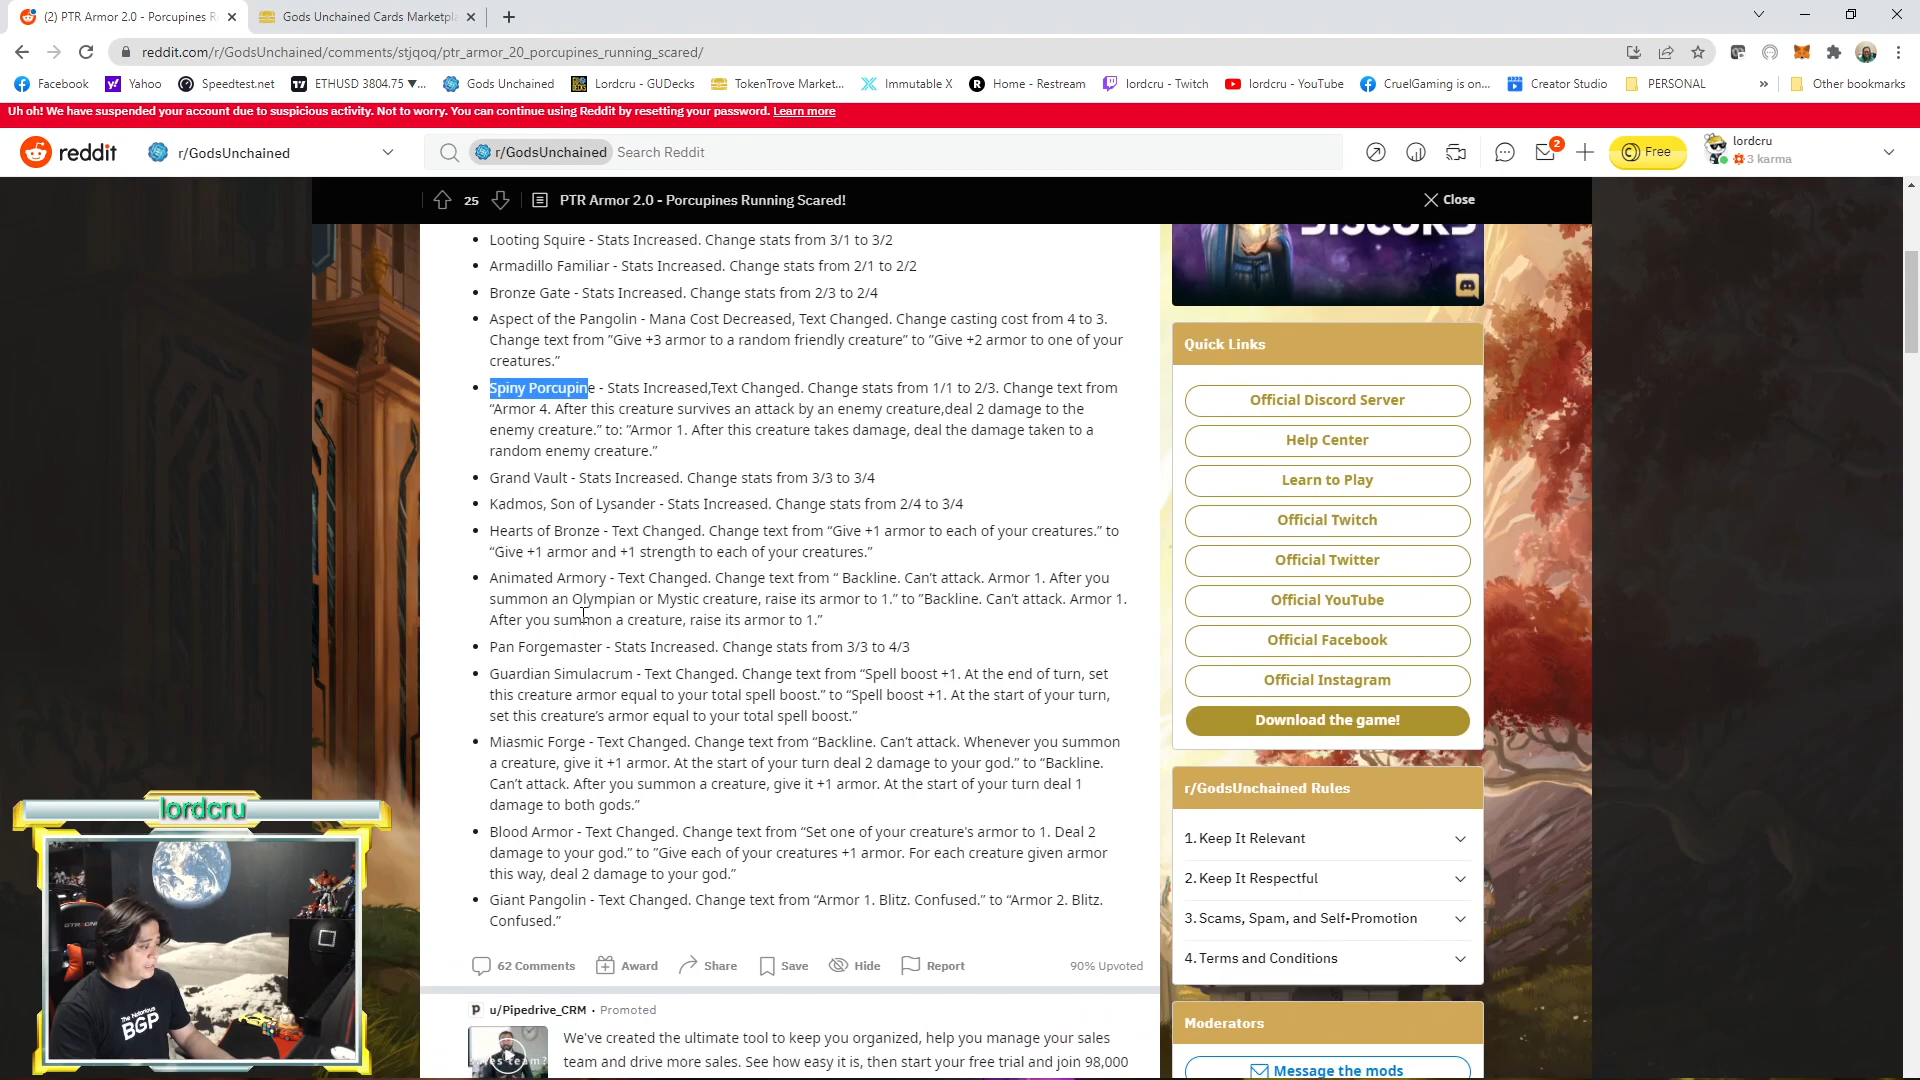 (2) PTR Armor 2.0 - Porcupines R
Gods Unchained Cards Marketpla
reddit.com/r/GodsUnchained/comments/stjqoq/ptr_armor_20_porcupines_running_scared/
Facebook Yahoo Speedtest.net ETHUSD 3804.75 ▼... Gods Unchained Lordcru - GUDecks TokenTrove Market... Immutable X Home - Restream lordcru - Twitch lordcru - YouTube CruelGaming is on... Creator Studio PERSONAL » Other bookmarks
Uh oh! We have suspended your account due to suspicious activity. Not to worry. You can continue using Reddit by resetting your password. Learn more
reddit r/GodsUnchained r/GodsUnchained Search Reddit 2 Free lordcru
3 karma
25 PTR Armor 2.0 - Porcupines Running Scared! Close
Looting Squire - Stats Increased. Change stats from 3/1 to 3/2
Armadillo Familiar - Stats Increased. Change stats from 2/1 to 2/2
Bronze Gate - Stats Increased. Change stats from 2/3 to 2/4
Aspect of the Pangolin - Mana Cost Decreased, Text Changed. Change casting cost from 4 to 3.
Change text from ”Give +3 armor to a random friendly creature” to ”Give +2 armor to one of your
creatures.”
Spiny Porcupine - Stats Increased,Text Changed. Change stats from 1/1 to 2/3. Change text from
“Armor 4. After this creature survives an attack by an enemy creature,deal 2 damage to the
enemy creature.” to: ”Armor 1. After this creature takes damage, deal the damage taken to a
random enemy creature.”
Grand Vault - Stats Increased. Change stats from 3/3 to 3/4
Kadmos, Son of Lysander - Stats Increased. Change stats from 2/4 to 3/4
Hearts of Bronze - Text Changed. Change text from “Give +1 armor to each of your creatures.” to
“Give +1 armor and +1 strength to each of your creatures.”
Animated Armory - Text Changed. Change text from “ Backline. Can’t attack. Armor 1. After you
summon an Olympian or Mystic creature, raise its armor to 1.” to ”Backline. Can’t attack. Armor 1.
After you summon a creature, raise its armor to 1.”
Pan Forgemaster - Stats Increased. Change stats from 3/3 to 4/3
Guardian Simulacrum - Text Changed. Change text from “Spell boost +1. At the end of turn, set
this creature armor equal to your total spell boost.” to “Spell boost +1. At the start of your turn,
set this creature’s armor equal to your total spell boost.”
Miasmic Forge - Text Changed. Change text from “Backline. Can’t attack. Whenever you summon
a creature, give it +1 armor. At the start of your turn deal 2 damage to your god.” to “Backline.
Can’t attack. After you summon a creature, give it +1 armor. At the start of your turn deal 1
damage to both gods.”
Blood Armor - Text Changed. Change text from “Set one of your creature's armor to 1. Deal 2
damage to your god.” to ”Give each of your creatures +1 armor. For each creature given armor
this way, deal 2 damage to your god.”
Giant Pangolin - Text Changed. Change text from “Armor 1. Blitz. Confused.” to “Armor 2. Blitz.
Confused.”
62 Comments Award Share Save Hide Report 90% Upvoted
u/Pipedrive_CRM · Promoted
We've created the ultimate tool to keep you organized, help you manage your sales
team and drive more sales. See how easy it is, then start your free trial and join 98,000
DISCORD
Quick Links
Official Discord Server
Help Center
Learn to Play
Official Twitch
Official Twitter
Official YouTube
Official Facebook
Official Instagram
Download the game!
r/GodsUnchained Rules
1. Keep It Relevant
2. Keep It Respectful
3. Scams, Spam, and Self-Promotion
4. Terms and Conditions
Moderators
Message the mods
lordcru
The Notorious
BGP